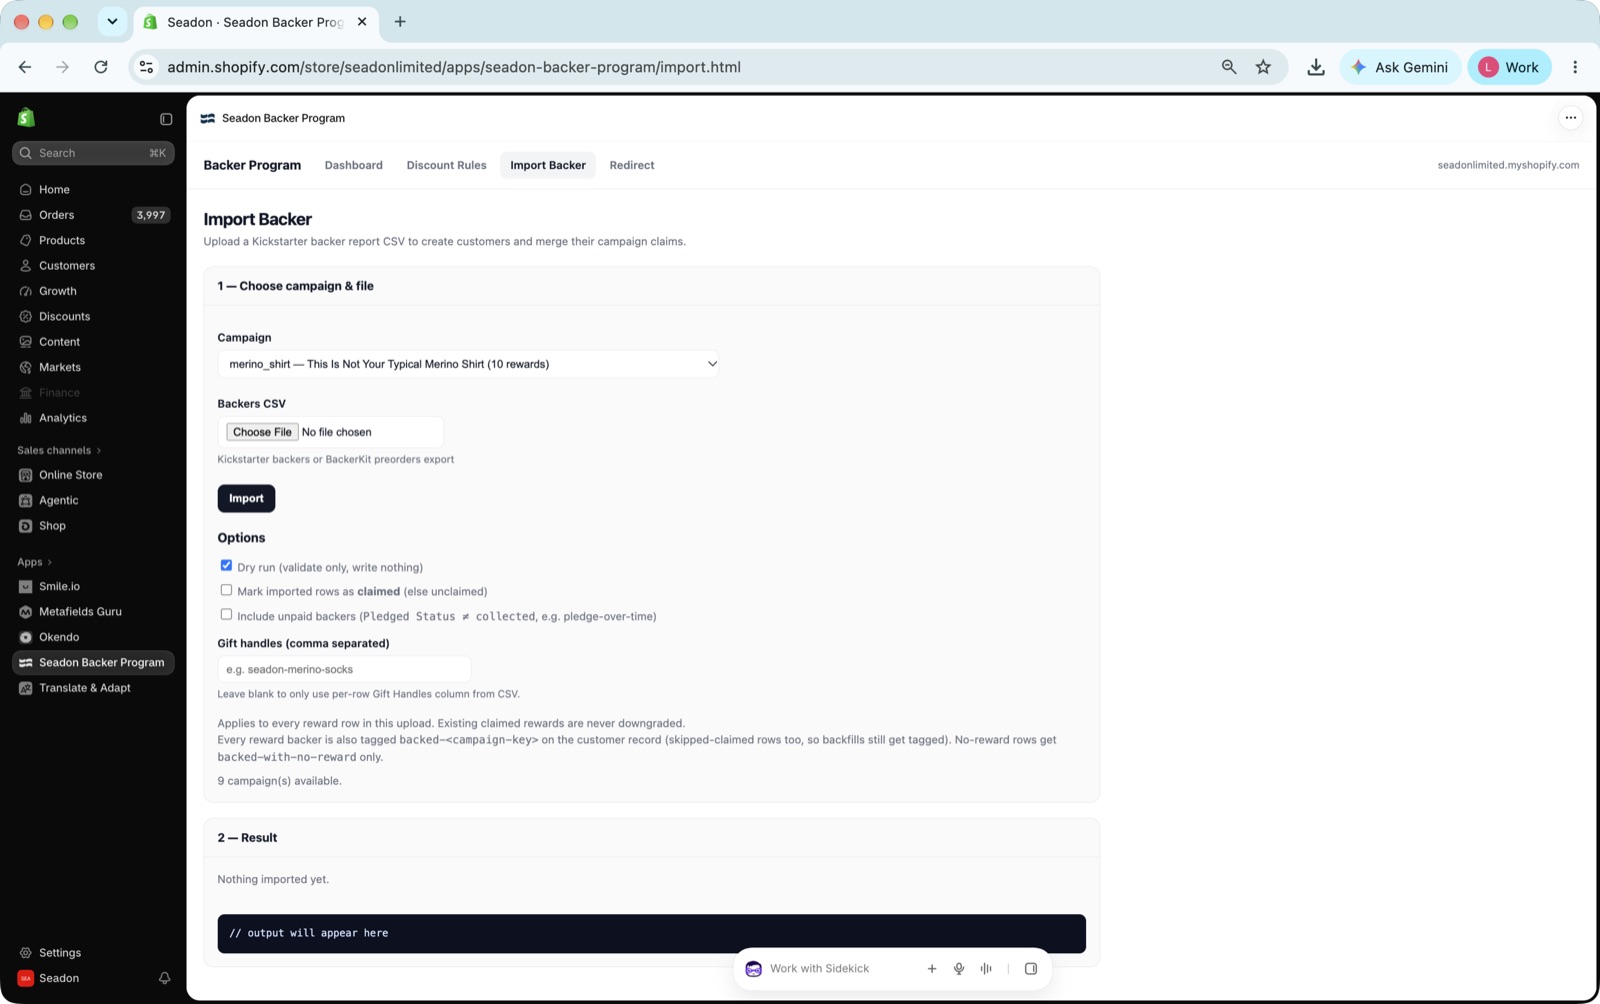 Seadon · Seadon Backer Prog
admin.shopify.com/store/seadonlimited/apps/seadon-backer-program/import.html
Ask Gemini
L
Work
Search
⌘K
Home
Orders
3,997
Products
Customers
Growth
Discounts
Content
Markets
Finance
Analytics
Sales channels
Online Store
Agentic
Shop
Apps
Smile.io
Metafields Guru
Okendo
Seadon Backer Program
Translate & Adapt
Settings
SEA
Seadon
Seadon Backer Program
Backer Program
Dashboard
Discount Rules
Import Backer
Redirect
seadonlimited.myshopify.com
Import Backer
Upload a Kickstarter backer report CSV to create customers and merge their campaign claims.
1 — Choose campaign & file
Campaign
merino_shirt — This Is Not Your Typical Merino Shirt (10 rewards)
Backers CSV
Choose File No file chosen
Kickstarter backers or BackerKit preorders export
Import
Options
Dry run (validate only, write nothing)
Mark imported rows as claimed (else unclaimed)
Include unpaid backers (Pledged Status ≠ collected, e.g. pledge-over-time)
Gift handles (comma separated)
e.g. seadon-merino-socks
Leave blank to only use per-row Gift Handles column from CSV.
Applies to every reward row in this upload. Existing claimed rewards are never downgraded.
Every reward backer is also tagged backed-<campaign-key> on the customer record (skipped-claimed rows too, so backfills still get tagged). No-reward rows get
backed-with-no-reward only.
9 campaign(s) available.
2 — Result
Nothing imported yet.
// output will appear here
Work with Sidekick